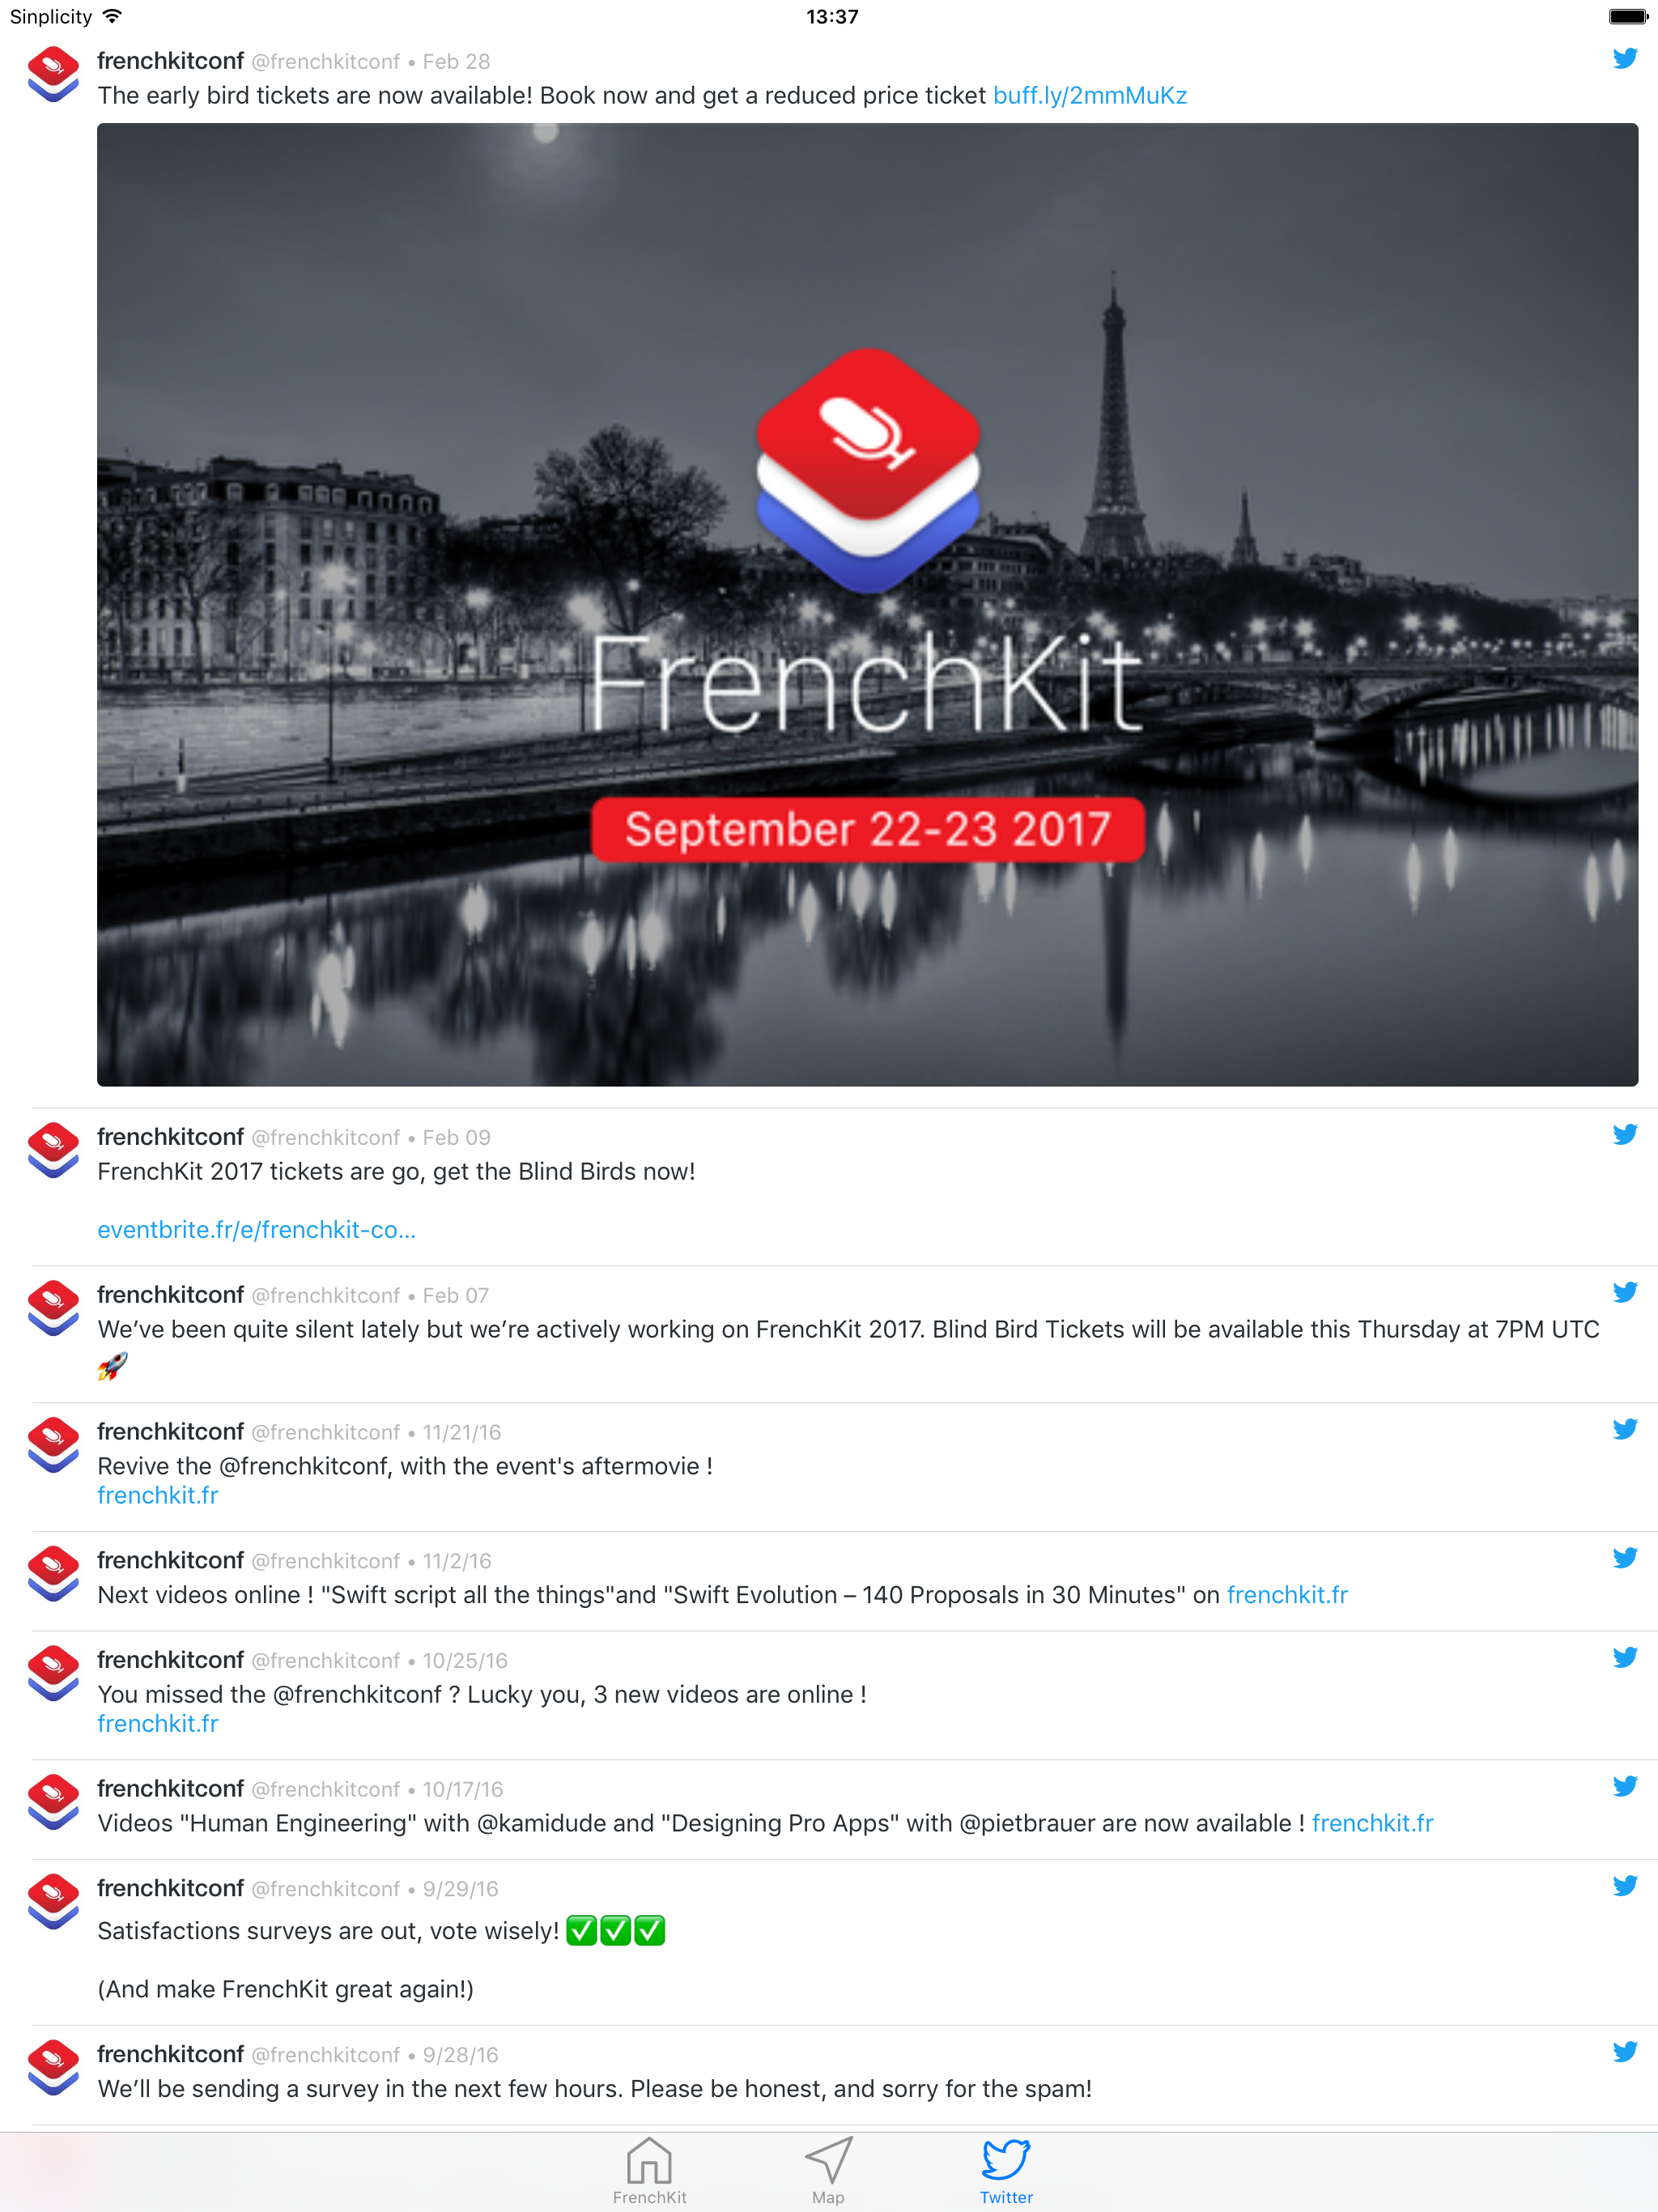 Sinplicity 13:37
frenchkitconf @frenchkitconf • Feb 28
The early bird tickets are now available! Book now and get a reduced price ticket buff.ly/2mmMuKz
FrenchKit
September 22-23 2017
frenchkitconf @frenchkitconf • Feb 09
FrenchKit 2017 tickets are go, get the Blind Birds now!
eventbrite.fr/e/frenchkit-co...
frenchkitconf @frenchkitconf • Feb 07
We’ve been quite silent lately but we’re actively working on FrenchKit 2017. Blind Bird Tickets will be available this Thursday at 7PM UTC
🚀
frenchkitconf @frenchkitconf • 11/21/16
Revive the @frenchkitconf, with the event's aftermovie !
frenchkit.fr
frenchkitconf @frenchkitconf • 11/2/16
Next videos online ! "Swift script all the things"and "Swift Evolution – 140 Proposals in 30 Minutes" on frenchkit.fr
frenchkitconf @frenchkitconf • 10/25/16
You missed the @frenchkitconf ? Lucky you, 3 new videos are online !
frenchkit.fr
frenchkitconf @frenchkitconf • 10/17/16
Videos "Human Engineering" with @kamidude and "Designing Pro Apps" with @pietbrauer are now available ! frenchkit.fr
frenchkitconf @frenchkitconf • 9/29/16
Satisfactions surveys are out, vote wisely! ✅✅✅
(And make FrenchKit great again!)
frenchkitconf @frenchkitconf • 9/28/16
We’ll be sending a survey in the next few hours. Please be honest, and sorry for the spam!
FrenchKit Map Twitter